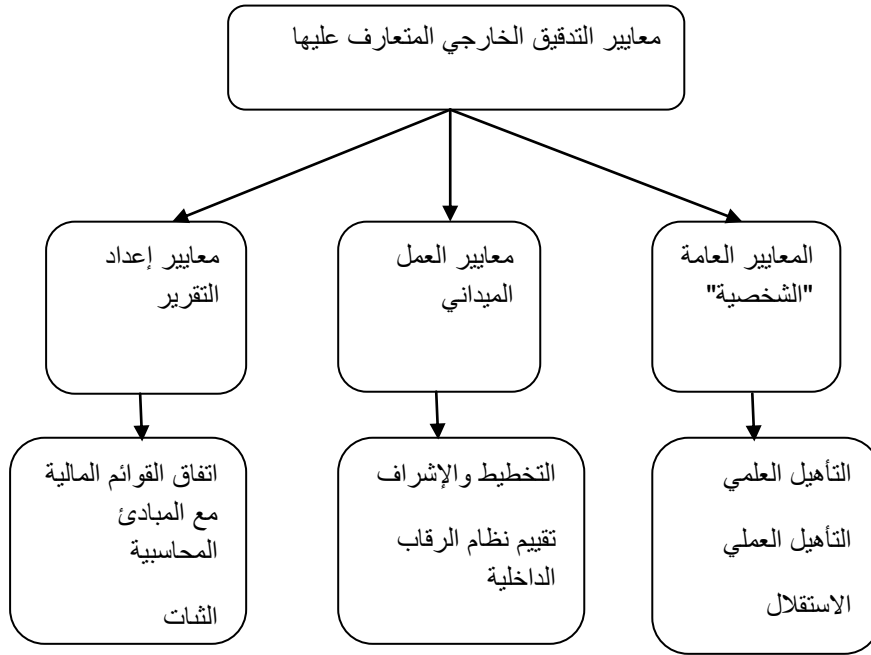 معايير التدقيق الخارجي المتعارف عليها
المعايير العامة
"الشخصية"
معايير العمل
الميداني
معايير إعداد
التقرير
التأهيل العلمي
التأهيل العملي
الاستقلال
التخطيط والإشراف
تقييم نظام الرقاب
الداخلية
اتفاق القوائم المالية
مع المبادئ
المحاسبية
الثبات